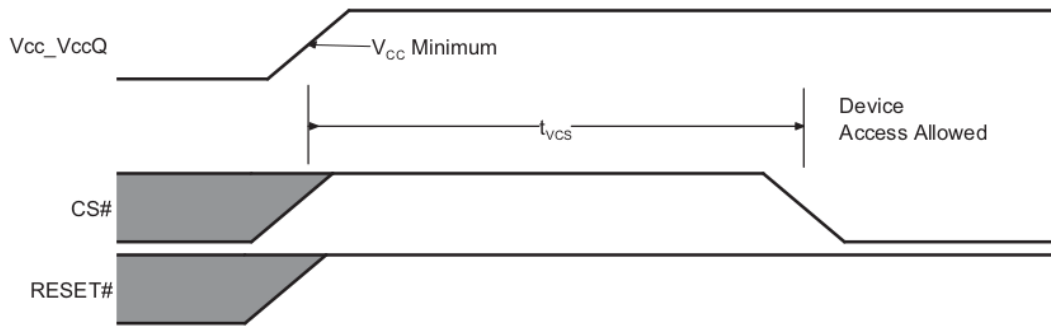 Vcc_VccQ
VCC Minimum
tVCS
Device
Access Allowed
CS#
RESET#